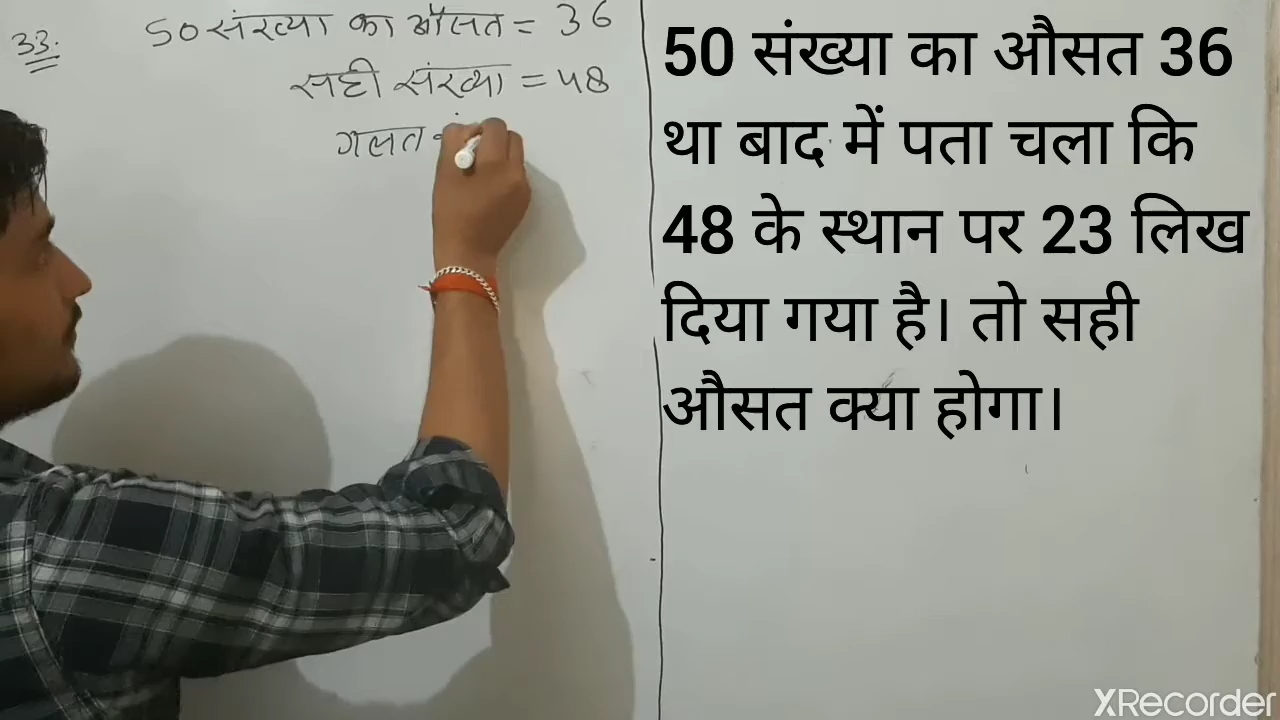 33.
50 संख्या का औसत = 36
सही संख्या = 48
गलत
50 संख्या का औसत 36
था बाद में पता चला कि
48 के स्थान पर 23 लिख
दिया गया है। तो सही
औसत क्या होगा।
XRecorder